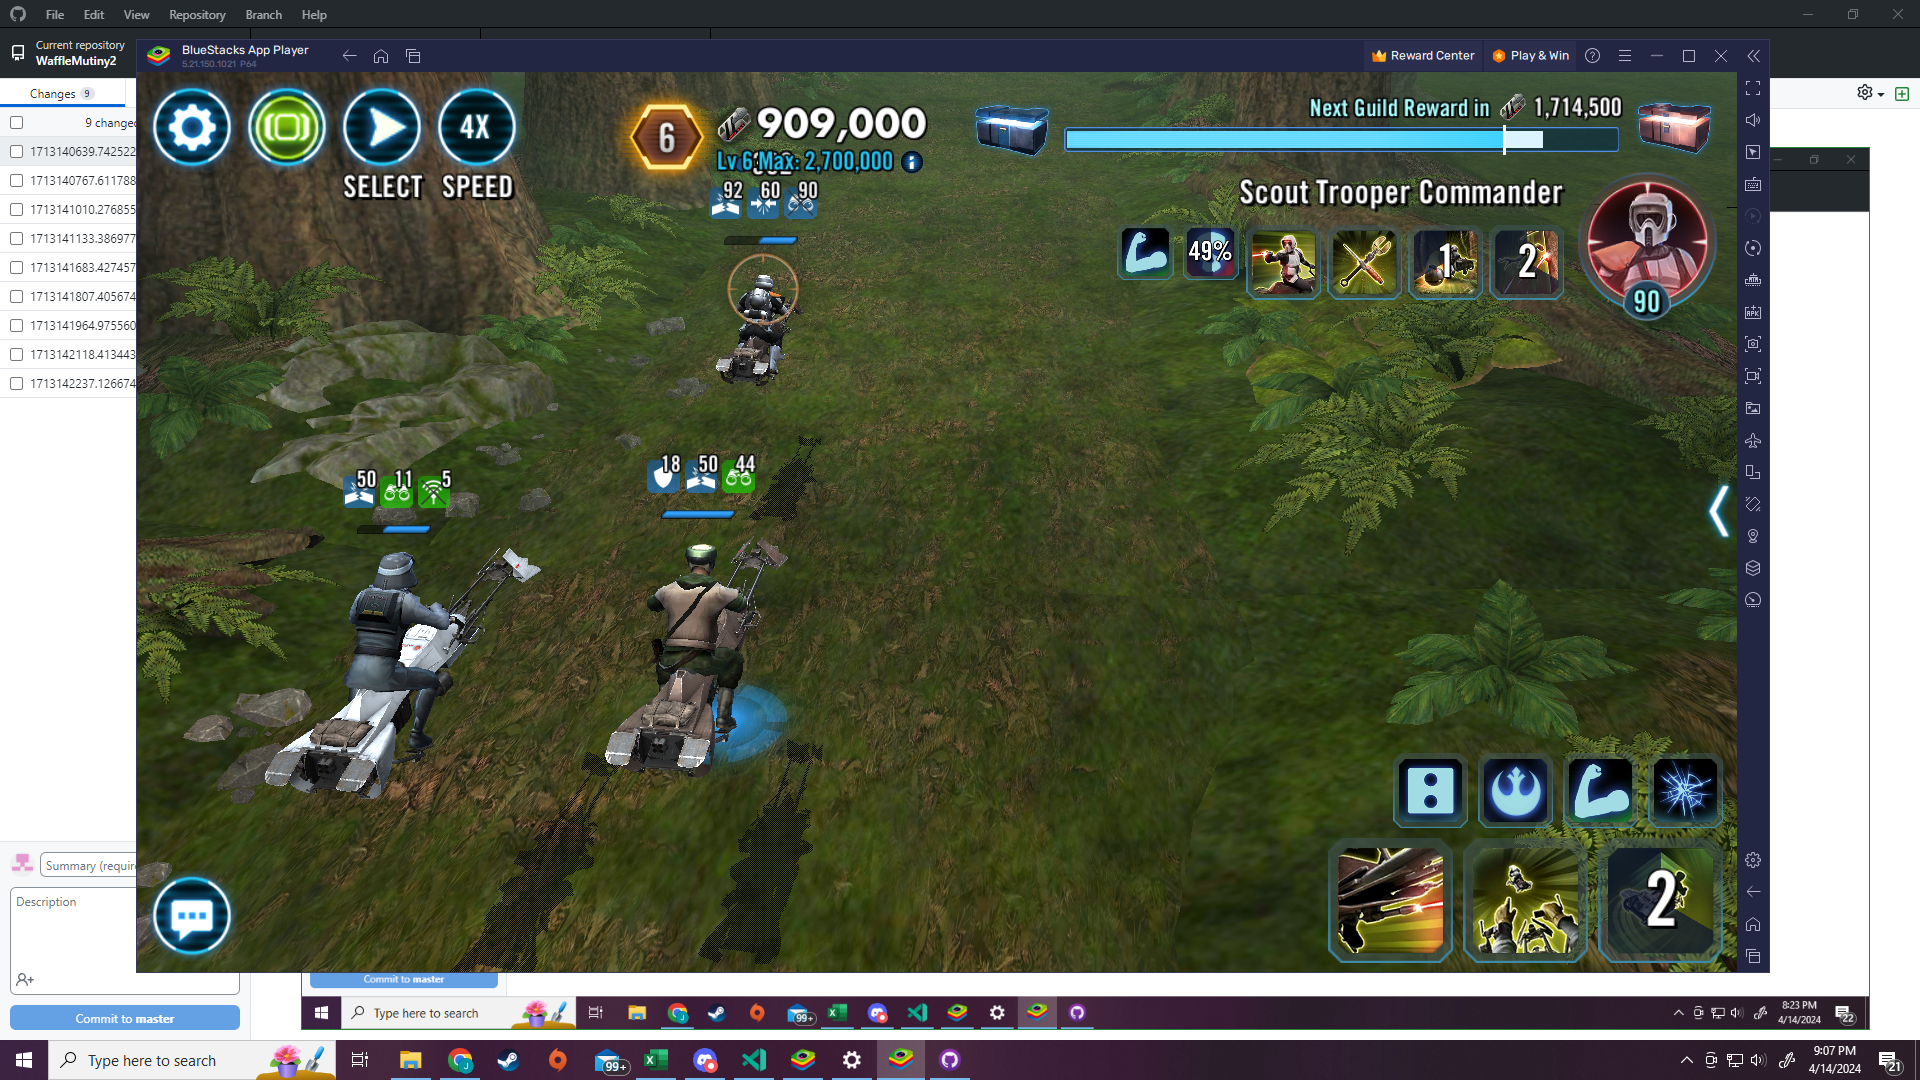 File Edit View Repository Branch Help
Current repository
WaffleMutiny2
BlueStacks App Player
5.21.150.1021 P64
Reward Center
Play & Win
Changes 9
9 changed
1713140639.742522
1713140767.611788
1713141010.276855
1713141133.386977
1713141683.427457
1713141807.405674
1713141964.975560
1713142118.413443
1713142237.126674
4X
SELECT SPEED
6
909,000
Lv 6 Max: 2,700,000
92 60 90
Next Guild Reward in 1,714,500
Scout Trooper Commander
49% 1 2
90
50 11 5
18 50 44
2
Summary (require
Description
Commit to master
Commit to master
Type here to search
99+
8:23 PM
4/14/2024
22
Type here to search
99+
9:07 PM
4/14/2024
21